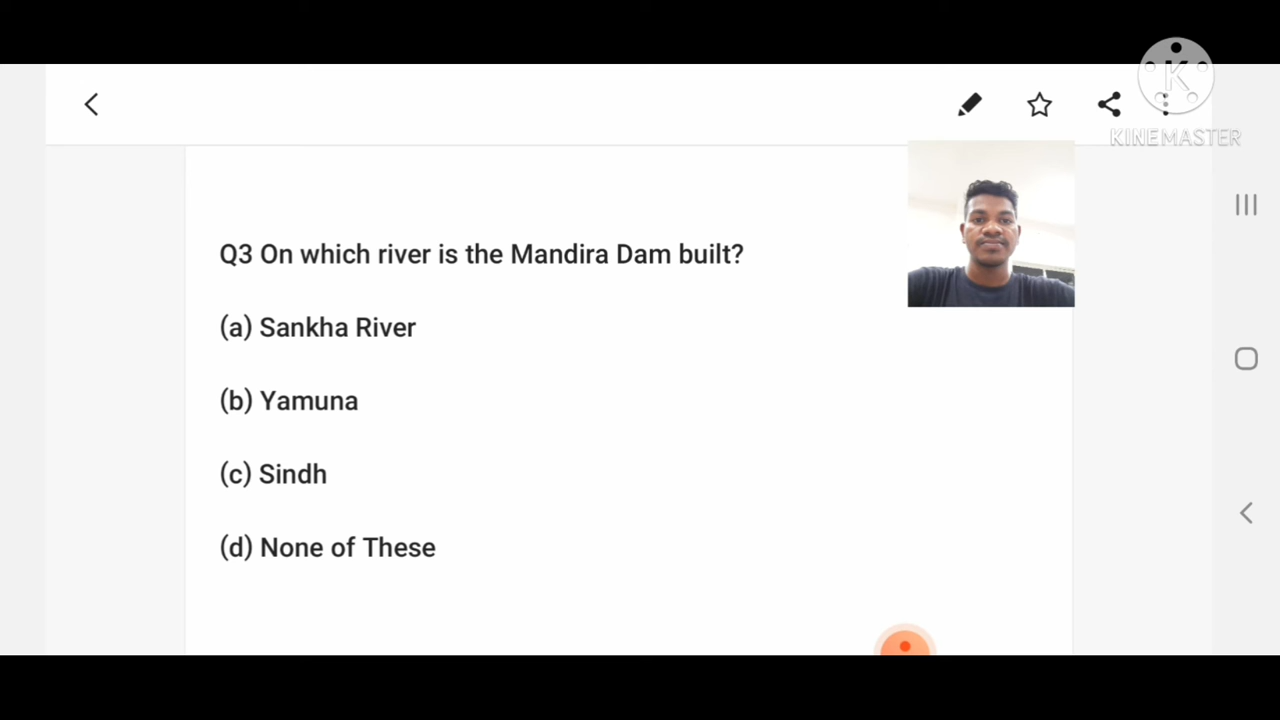 KINEMASTER
Q3 On which river is the Mandira Dam built?
(a) Sankha River
(b) Yamuna
(c) Sindh
(d) None of These